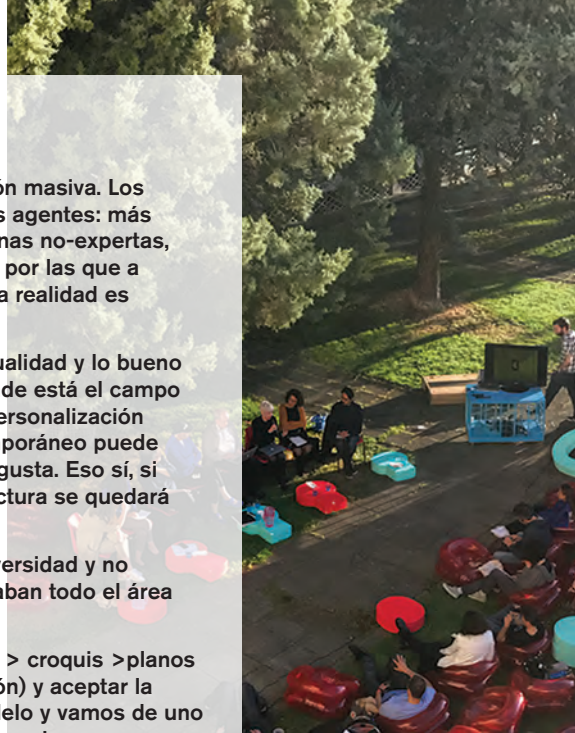 ón masiva. Los
s agentes: más
nas no-expertas,
por las que a
a realidad es
ualidad y lo bueno
de está el campo
ersonalización
poráneo puede
gusta. Eso sí, si
ctura se quedará
versidad y no
aban todo el área
> croquis >planos
ón) y aceptar la
delo y vamos de uno